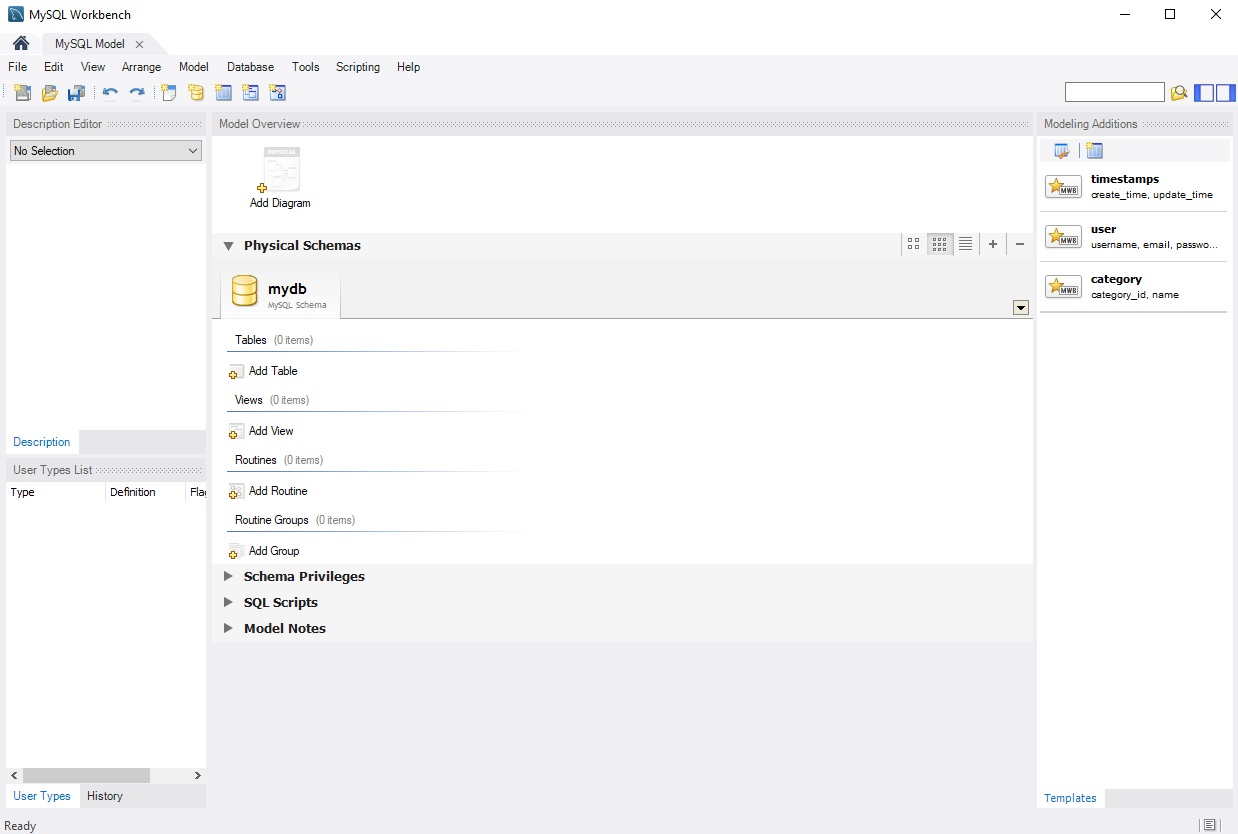 MySQL Workbench
MySQL Model
File Edit View Arrange Model Database Tools Scripting Help
Description Editor
No Selection
Description
User Types List
Type Definition Flag
User Types History
Model Overview
PHYSICAL
Add Diagram
Physical Schemas
mydb
MySQL Schema
Tables (0 items)
Add Table
Views (0 items)
Add View
Routines (0 items)
Add Routine
Routine Groups (0 items)
Add Group
Schema Privileges
SQL Scripts
Model Notes
Modeling Additions
MWB
timestamps
create_time, update_time
MWB
user
username, email, passwo...
MWB
category
category_id, name
Templates
Ready